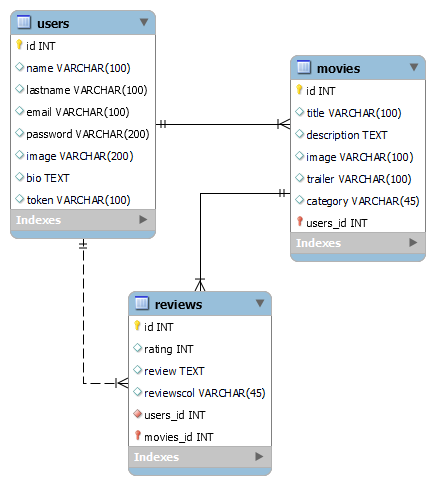 users
id INT
name VARCHAR(100)
lastname VARCHAR(100)
email VARCHAR(100)
password VARCHAR(200)
image VARCHAR(200)
bio TEXT
token VARCHAR(100)
Indexes
movies
id INT
title VARCHAR(100)
description TEXT
image VARCHAR(100)
trailer VARCHAR(100)
category VARCHAR(45)
users_id INT
Indexes
reviews
id INT
rating INT
review TEXT
reviewscol VARCHAR(45)
users_id INT
movies_id INT
Indexes